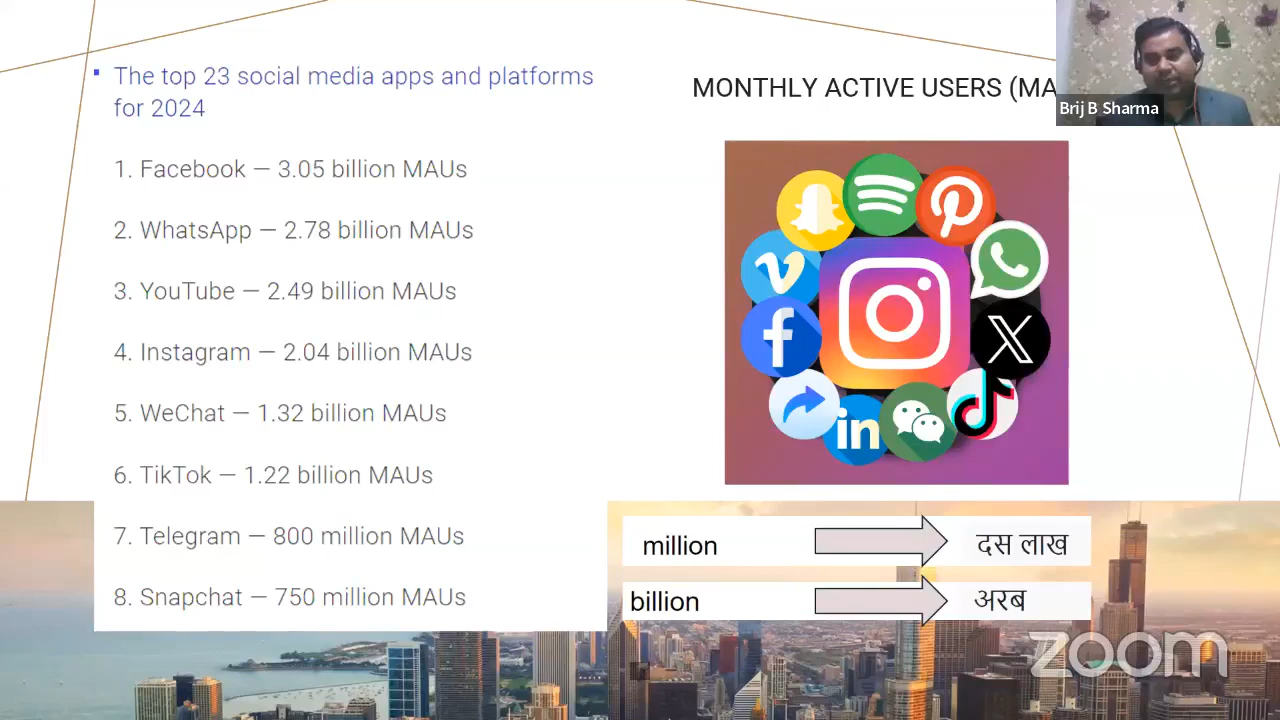 ▪ The top 23 social media apps and platforms
for 2024
1. Facebook — 3.05 billion MAUs
2. WhatsApp — 2.78 billion MAUs
3. YouTube — 2.49 billion MAUs
4. Instagram — 2.04 billion MAUs
5. WeChat — 1.32 billion MAUs
6. TikTok — 1.22 billion MAUs
7. Telegram — 800 million MAUs
8. Snapchat — 750 million MAUs
MONTHLY ACTIVE USERS (MA
Brij B Sharma
in
million दस लाख
billion अरब
zoom